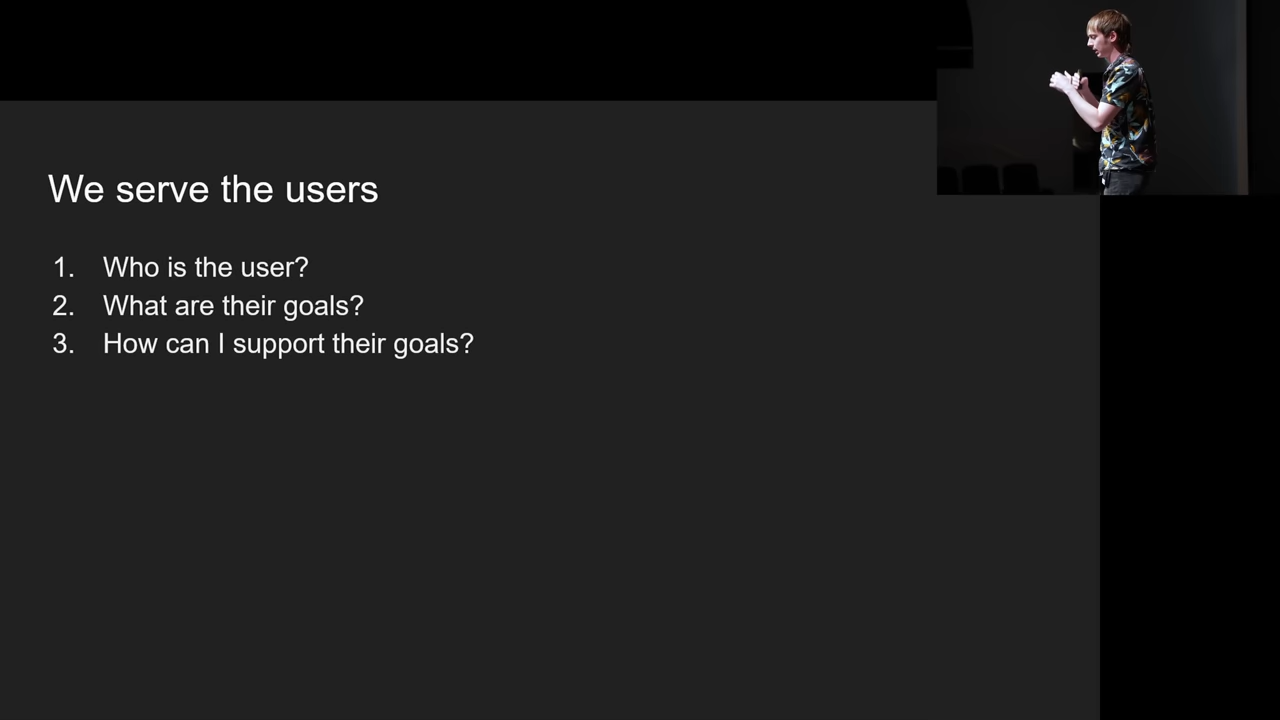 We serve the users
1. Who is the user?
2. What are their goals?
3. How can I support their goals?